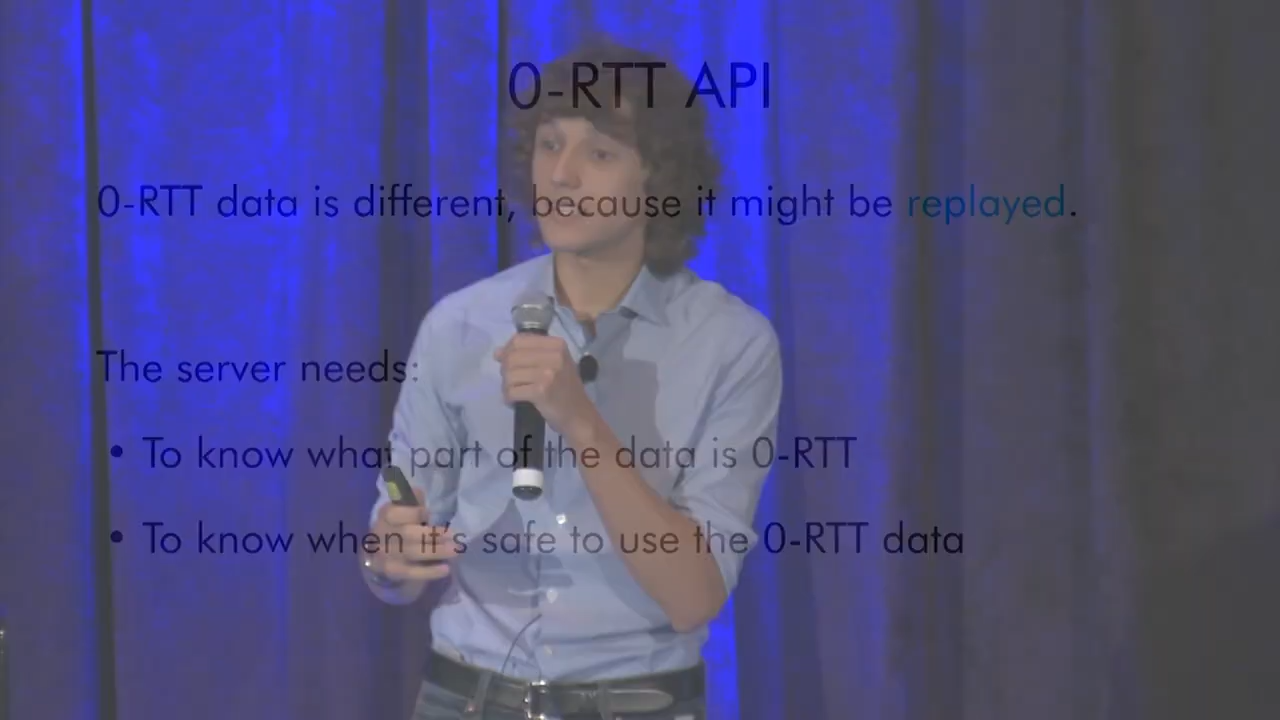 0-RTT API
0-RTT data is different, because it might be replayed.
The server needs:
• To know what part of the data is 0-RTT
• To know when it's safe to use the 0-RTT data